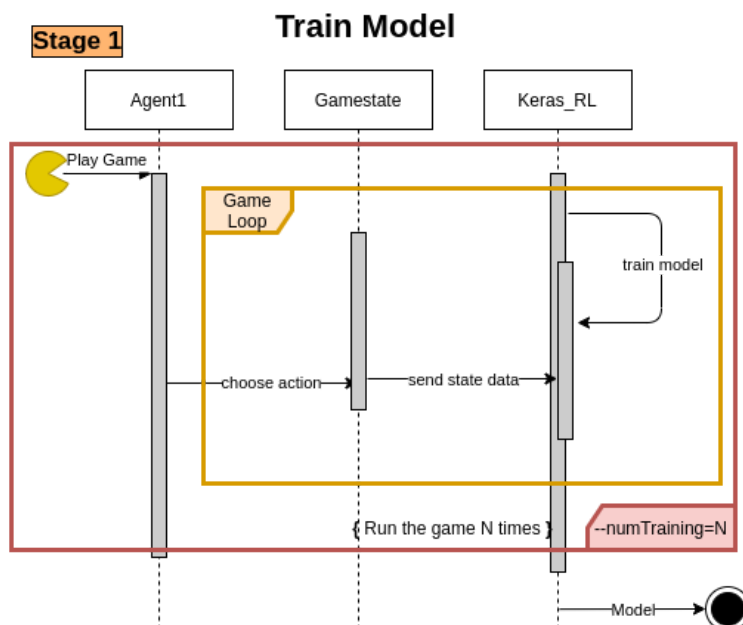 Train Model
Stage 1
Agent1
Gamestate
Keras_RL
Play Game
Game
Loop
train model
choose action
send state data
{ Run the game N times }
--numTraining=N
Model